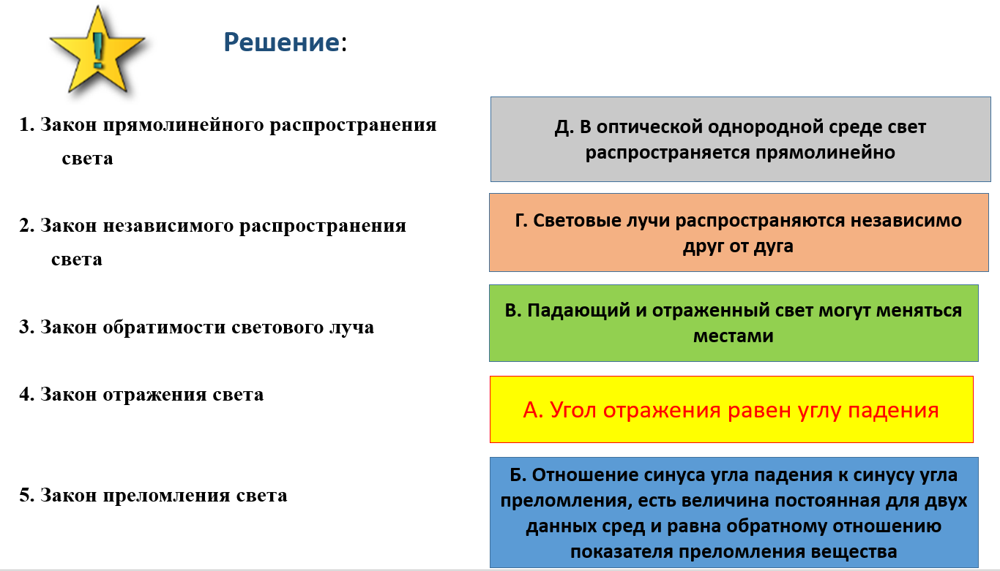 !
Решение:
1. Закон прямолинейного распространения
света
Д. В оптической однородной среде свет
распространяется прямолинейно
2. Закон независимого распространения
света
Г. Световые лучи распространяются независимо
друг от дуга
3. Закон обратимости светового луча
В. Падающий и отраженный свет могут меняться
местами
4. Закон отражения света
А. Угол отражения равен углу падения
5. Закон преломления света
Б. Отношение синуса угла падения к синусу угла
преломления, есть величина постоянная для двух
данных сред и равна обратному отношению
показателя преломления вещества